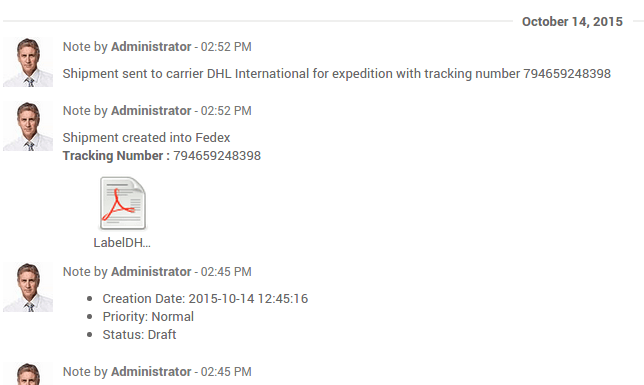 October 14, 2015
Note by Administrator - 02:52 PM
Shipment sent to carrier DHL International for expedition with tracking number 794659248398
Note by Administrator - 02:52 PM
Shipment created into Fedex
Tracking Number : 794659248398
LabelDH...
Note by Administrator - 02:45 PM
• Creation Date: 2015-10-14 12:45:16
• Priority: Normal
• Status: Draft
Note by Administrator - 02:45 PM